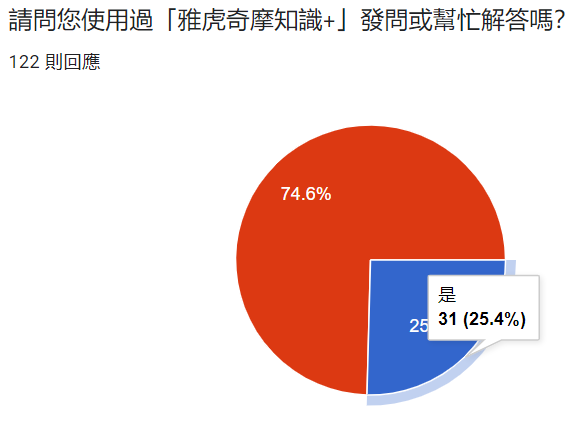 請問您使用過「雅虎奇摩知識+」發問或幫忙解答嗎?
122 則回應
74.6%
25
是
31 (25.4%)